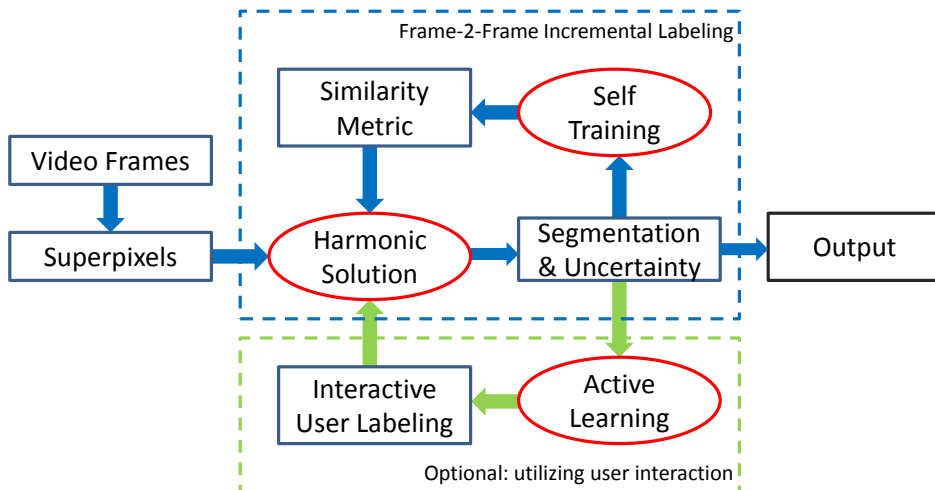 Frame-2-Frame Incremental Labeling
Similarity
Metric
Self
Training
Video Frames
Superpixels
Harmonic
Solution
Segmentation
& Uncertainty
Output
Interactive
User Labeling
Active
Learning
Optional: utilizing user interaction